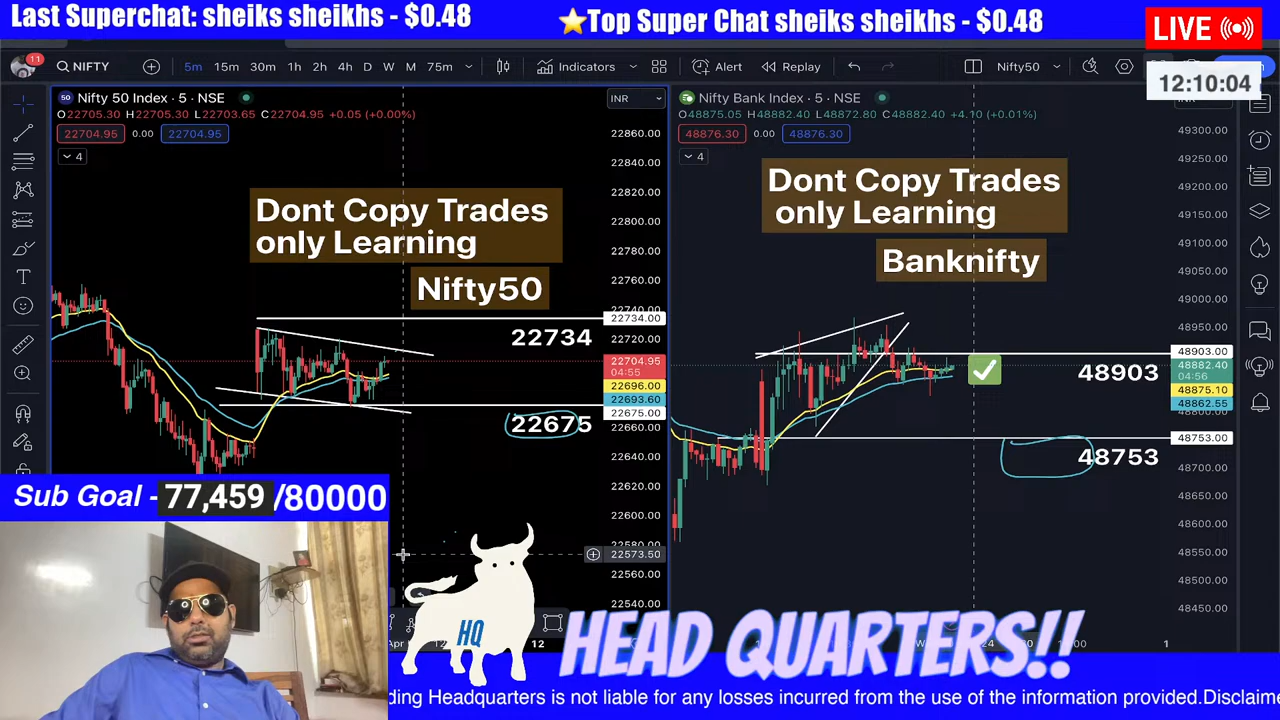 Last Superchat: sheiks sheikhs - $0.48
⭐Top Super Chat sheiks sheikhs - $0.48
LIVE
11
NIFTY
5m 15m 30m 1h 2h 4h D W M 75m
Indicators
Alert
Replay
Nifty50
12:10:04
Nifty 50 Index · 5 · NSE
INR
O22705.30 H22705.30 L22703.65 C22704.95 +0.05 (+0.00%)
22704.95 0.00 22704.95
4
Dont Copy Trades
only Learning
Nifty50
22734
22675
22860.00
22840.00
22820.00
22800.00
22780.00
22760.00
22740.00
22734.00
22720.00
22704.95
04:55
22696.00
22693.60
22675.00
22660.00
22640.00
22620.00
22600.00
22573.50
22560.00
22540.00
12
Nifty Bank Index · 5 · NSE
O48875.05 H48882.40 L48872.80 C48882.40 +4.10 (+0.01%)
48876.30 0.00 48876.30
4
Dont Copy Trades
only Learning
Banknifty
48903
48753
49300.00
49250.00
49200.00
49150.00
49100.00
49050.00
49000.00
48950.00
48903.00
48882.40
04:56
48875.10
48862.55
48800.00
48753.00
48700.00
48650.00
48600.00
48550.00
48500.00
48450.00
24
1
Sub Goal - 77,459 /80000
HQ
HEAD QUARTERS!!
ding Headquarters is not liable for any losses incurred from the use of the information provided.Disclaime